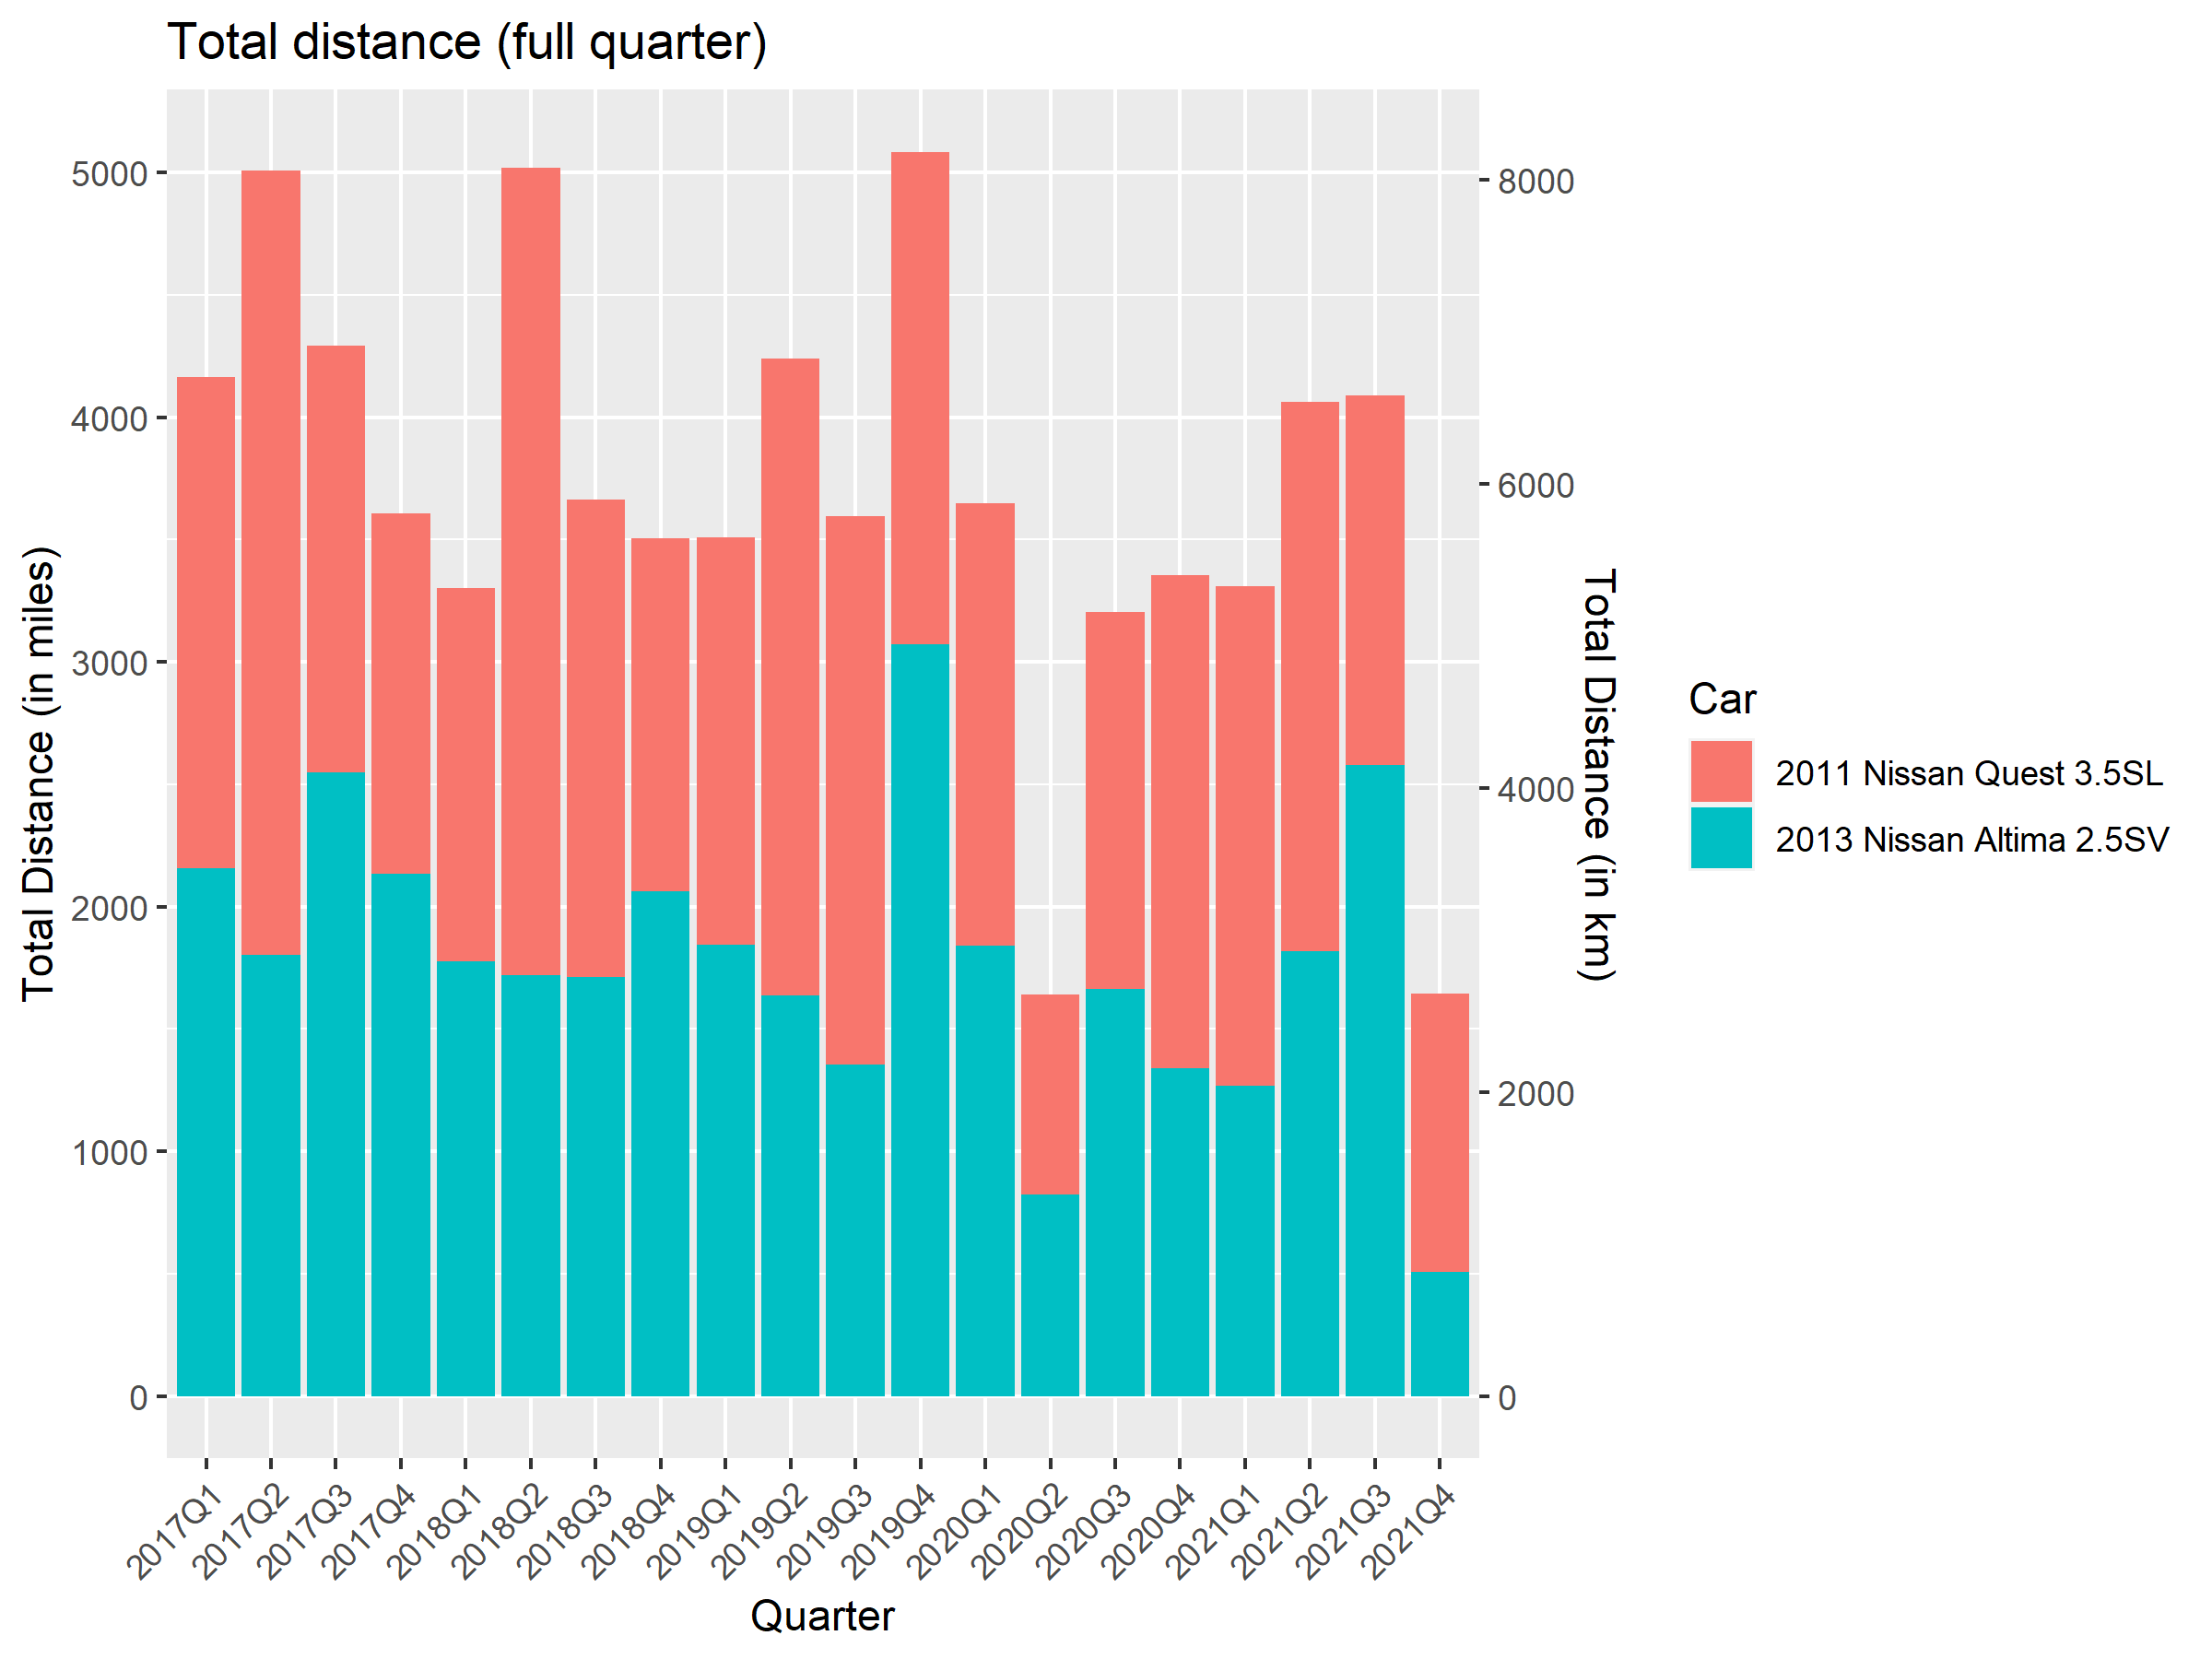 Total distance (full quarter)
Total Distance (in miles)
5000
4000
3000
2000
1000
0
8000
6000
4000
2000
0
Total Distance (in km)
2017Q1
2017Q2
2017Q3
2017Q4
2018Q1
2018Q2
2018Q3
2018Q4
2019Q1
2019Q2
2019Q3
2019Q4
2020Q1
2020Q2
2020Q3
2020Q4
2021Q1
2021Q2
2021Q3
2021Q4
Quarter
Car
2011 Nissan Quest 3.5SL
2013 Nissan Altima 2.5SV